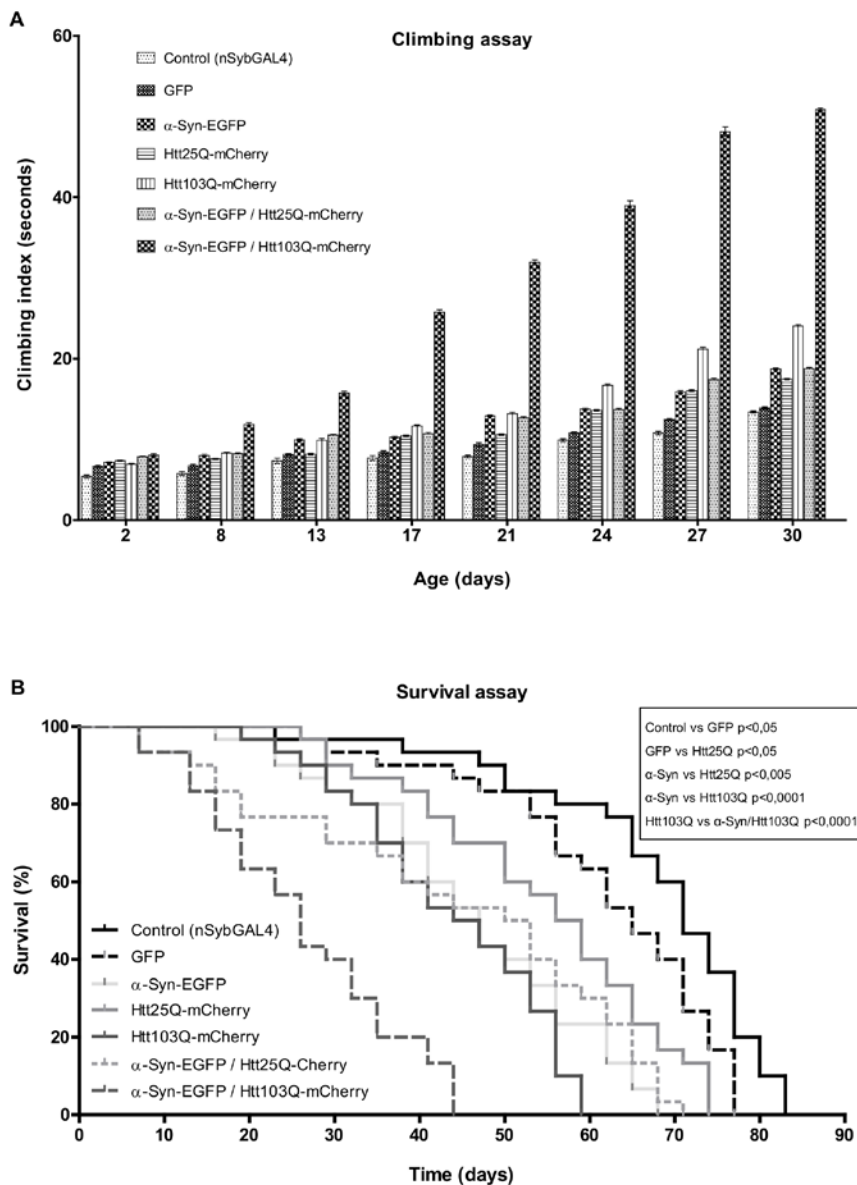 A
Climbing assay
60
40
20
0
Climbing index (seconds)
Control (nSybGAL4)
GFP
α-Syn-EGFP
Htt25Q-mCherry
Htt103Q-mCherry
α-Syn-EGFP / Htt25Q-mCherry
α-Syn-EGFP / Htt103Q-mCherry
2 8 13 17 21 24 27 30
Age (days)
B
Survival assay
100
80
60
40
20
0
Survival (%)
Control vs GFP p<0,05
GFP vs Htt25Q p<0,05
α-Syn vs Htt25Q p<0,005
α-Syn vs Htt103Q p<0,0001
Htt103Q vs α-Syn/Htt103Q p<0,0001
Control (nSybGAL4)
GFP
α-Syn-EGFP
Htt25Q-mCherry
Htt103Q-mCherry
α-Syn-EGFP / Htt25Q-Cherry
α-Syn-EGFP / Htt103Q-mCherry
0 10 20 30 40 50 60 70 80 90
Time (days)